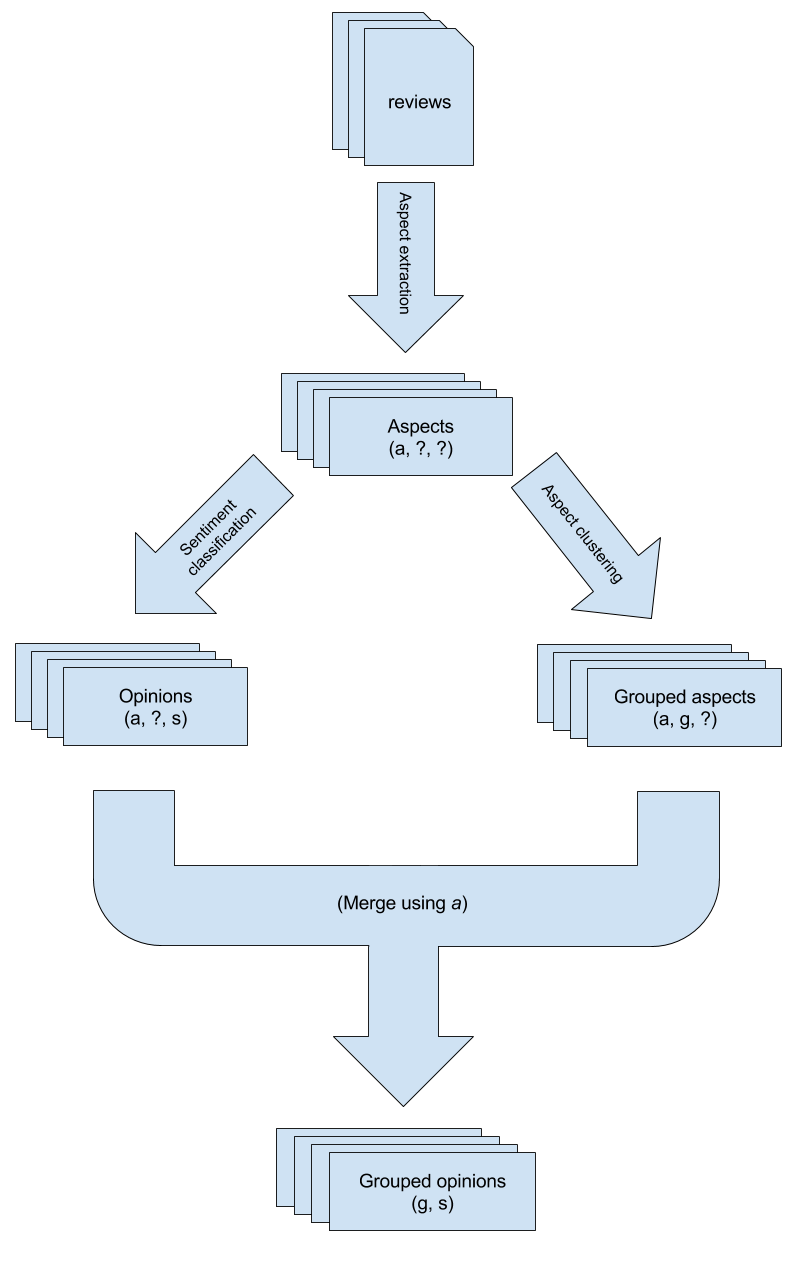 reviews
Aspect extraction
Aspects
(a, ?, ?)
Sentiment
classification
Aspect clustering
Opinions
(a, ?, s)
Grouped aspects
(a, g, ?)
(Merge using a)
Grouped opinions
(g, s)